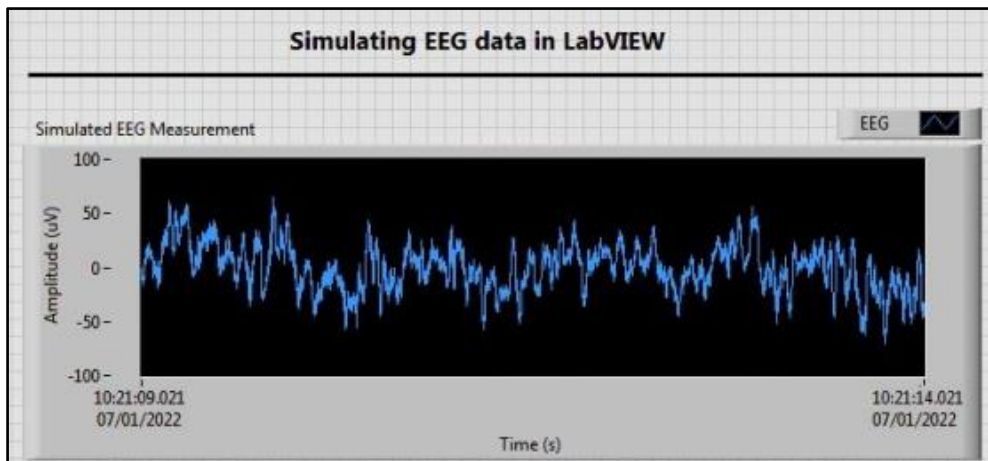 Simulating EEG data in LabVIEW
Simulated EEG Measurement
EEG
Amplitude (uV)
100
50
0
-50
-100
10:21:09.021
07/01/2022
10:21:14.021
07/01/2022
Time (s)